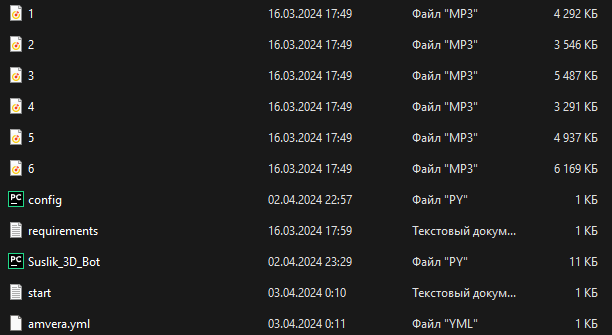 1 16.03.2024 17:49 Файл "MP3" 4 292 КБ
2 16.03.2024 17:49 Файл "MP3" 3 546 КБ
3 16.03.2024 17:49 Файл "MP3" 5 487 КБ
4 16.03.2024 17:49 Файл "MP3" 3 291 КБ
5 16.03.2024 17:49 Файл "MP3" 4 937 КБ
6 16.03.2024 17:49 Файл "MP3" 6 169 КБ
PC config 02.04.2024 22:57 Файл "PY" 1 КБ
requirements 16.03.2024 17:59 Текстовый докум... 1 КБ
PC Suslik_3D_Bot 02.04.2024 23:29 Файл "PY" 11 КБ
start 03.04.2024 0:10 Текстовый докум... 1 КБ
amvera.yml 03.04.2024 0:11 Файл "YML" 1 КБ